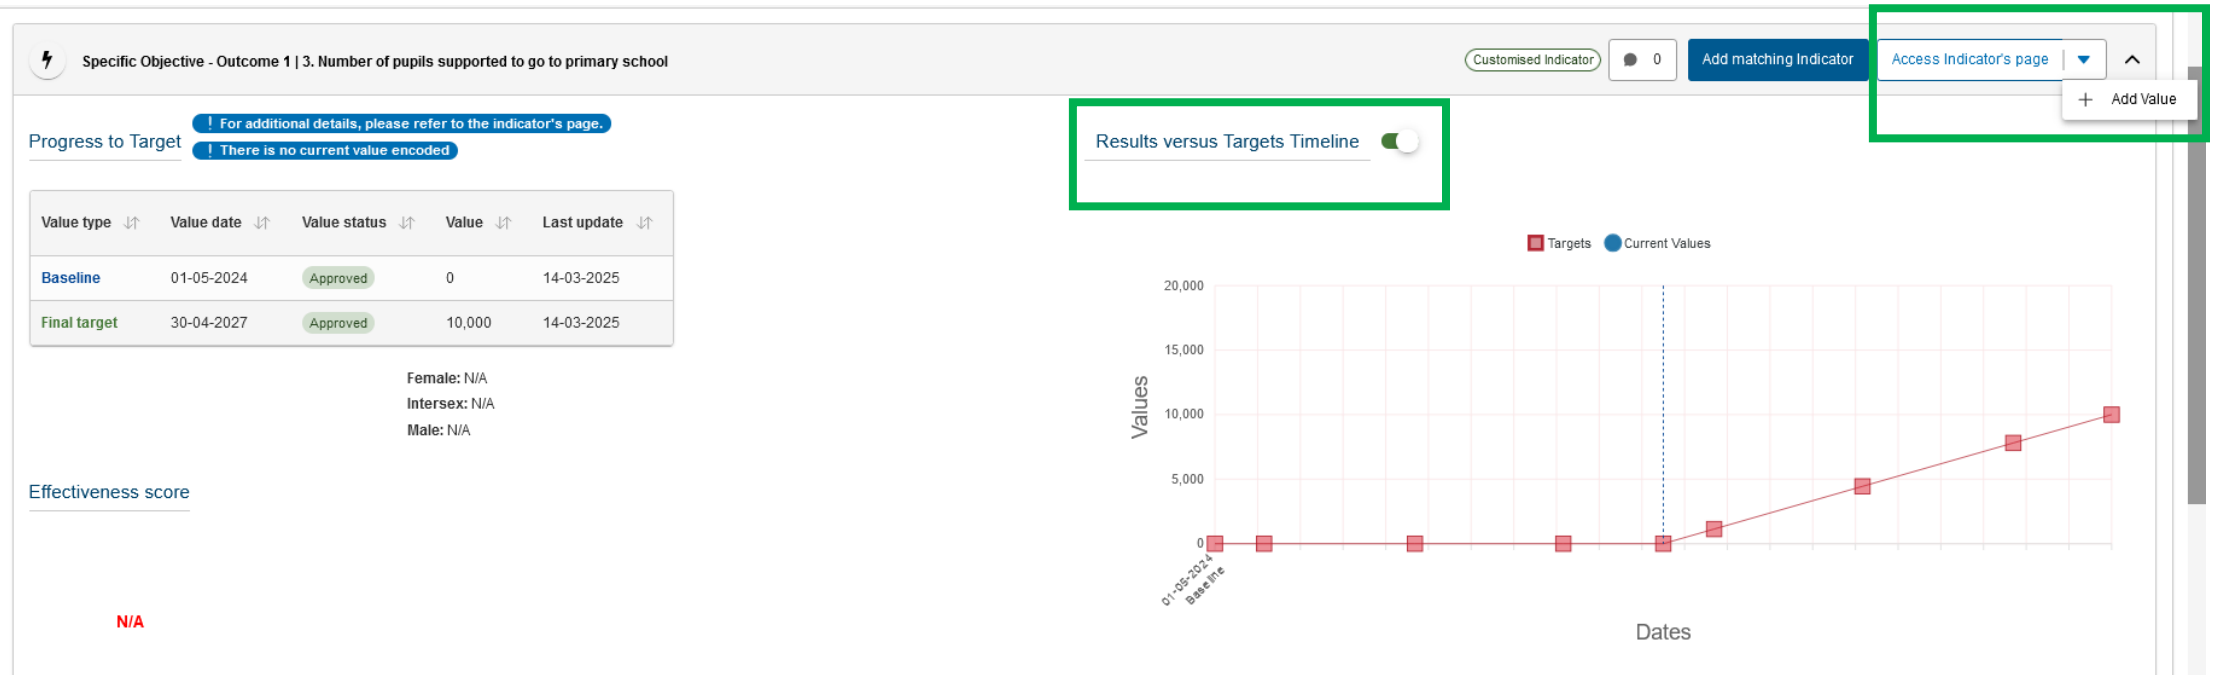 Specific Objective - Outcome 1 | 3. Number of pupils supported to go to primary school
Customised Indicator
0
Add matching Indicator
Access Indicator's page
Add Value
Progress to Target
! For additional details, please refer to the indicator's page.
! There is no current value encoded
Results versus Targets Timeline
Value type Value date Value status Value Last update
Baseline 01-05-2024 Approved 0 14-03-2025
Final target 30-04-2027 Approved 10,000 14-03-2025
Female: N/A
Intersex: N/A
Male: N/A
Effectiveness score
N/A
Targets Current Values
20,000
15,000
10,000
5,000
0
Values
01-05-2024
Baseline
Dates